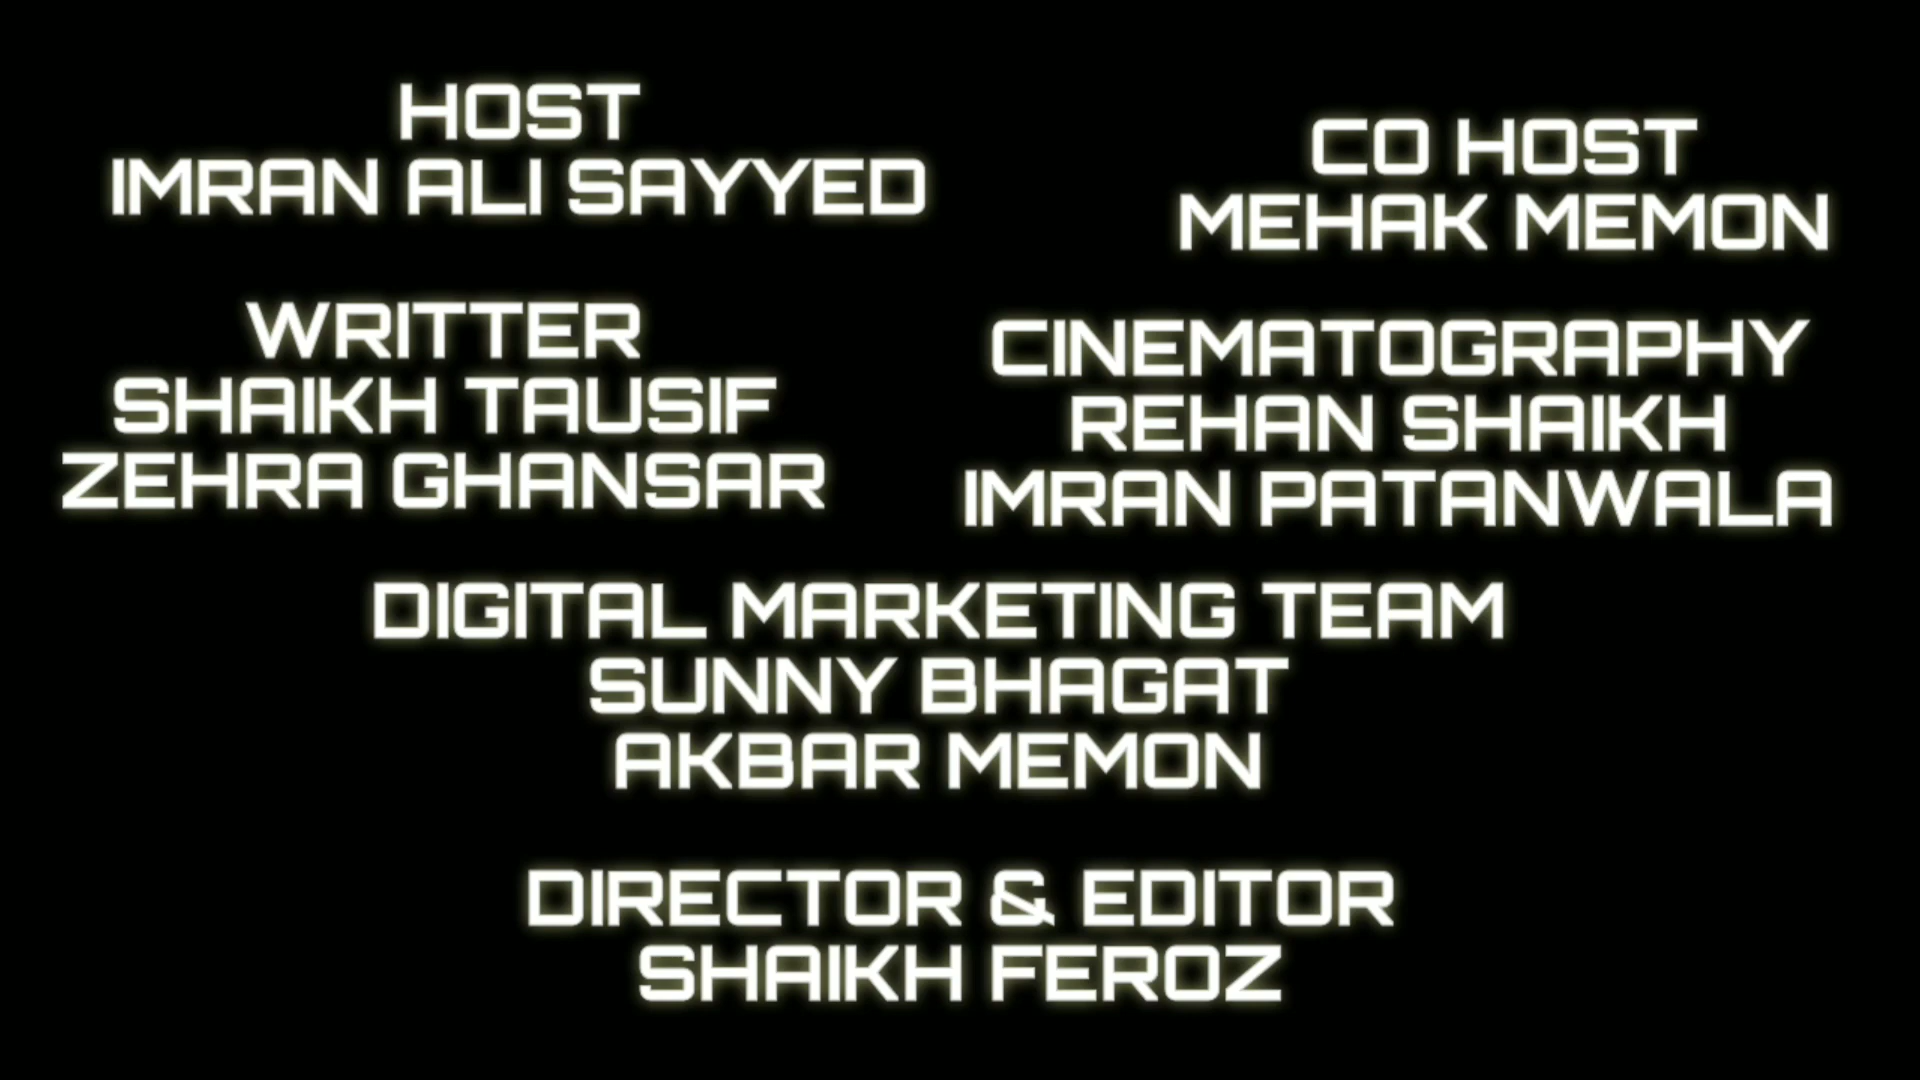 HOST
IMRAN ALI SAYYED
CO HOST
MEHAK MEMON
WRITTER
SHAIKH TAUSIF
ZEHRA GHANSAR
CINEMATOGRAPHY
REHAN SHAIKH
IMRAN PATANWALA
DIGITAL MARKETING TEAM
SUNNY BHAGAT
AKBAR MEMON
DIRECTOR & EDITOR
SHAIKH FEROZ